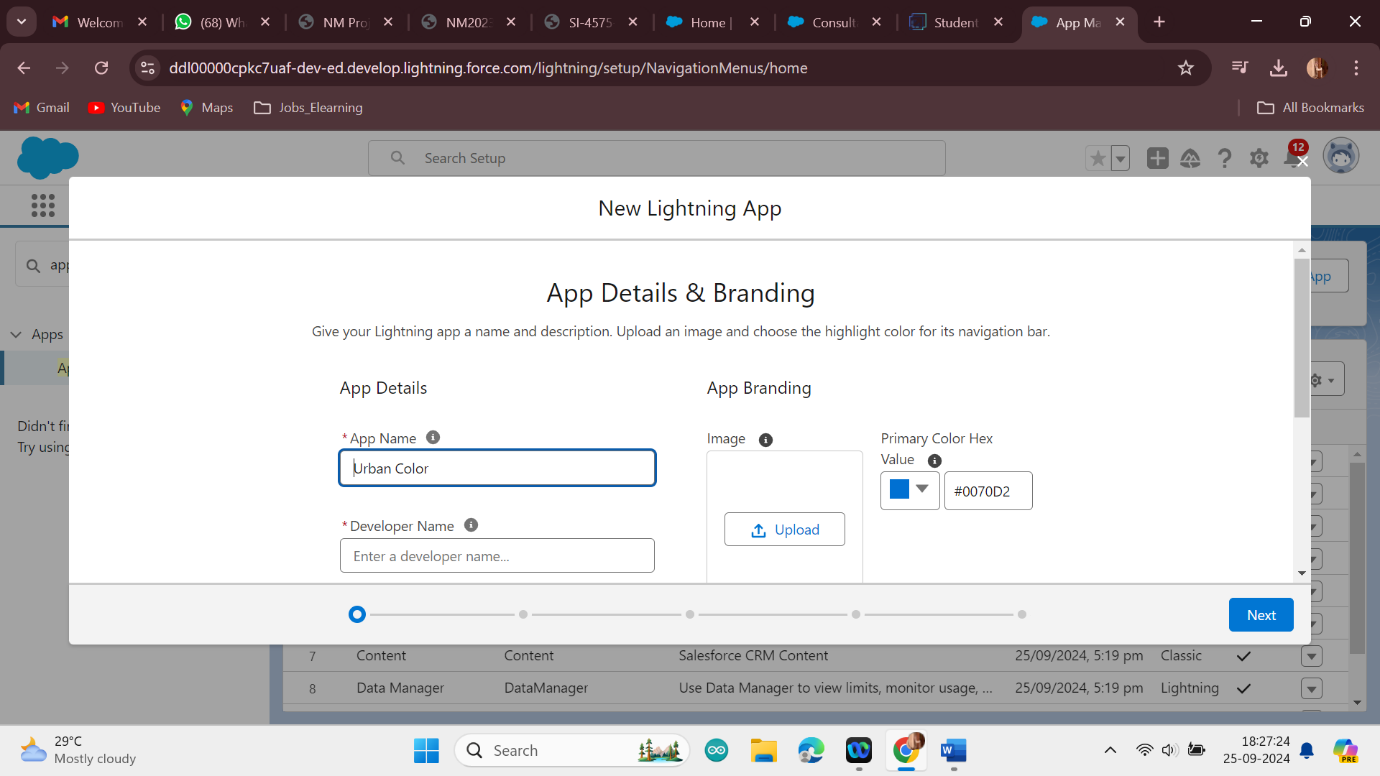 Welcom
(68) Wha
NM Pro
NM202
SI-4575
Home |
Consult
Student
App Ma
ddl00000cpkc7uaf-dev-ed.develop.lightning.force.com/lightning/setup/NavigationMenus/home
Gmail
YouTube
Maps
Jobs_Elearning
All Bookmarks
Search Setup
12
New Lightning App
app
App
App Details & Branding
Give your Lightning app a name and description. Upload an image and choose the highlight color for its navigation bar.
Apps
App Details
App Branding
Didn't fi
Try using
* App Name
Image
Primary Color Hex
Value
Urban Color
#0070D2
* Developer Name
Upload
Enter a developer name...
Next
7 Content Content Salesforce CRM Content 25/09/2024, 5:19 pm Classic
8 Data Manager DataManager Use Data Manager to view limits, monitor usage, ... 25/09/2024, 5:19 pm Lightning
29°C
Mostly cloudy
Search
18:27:24
25-09-2024
PRE